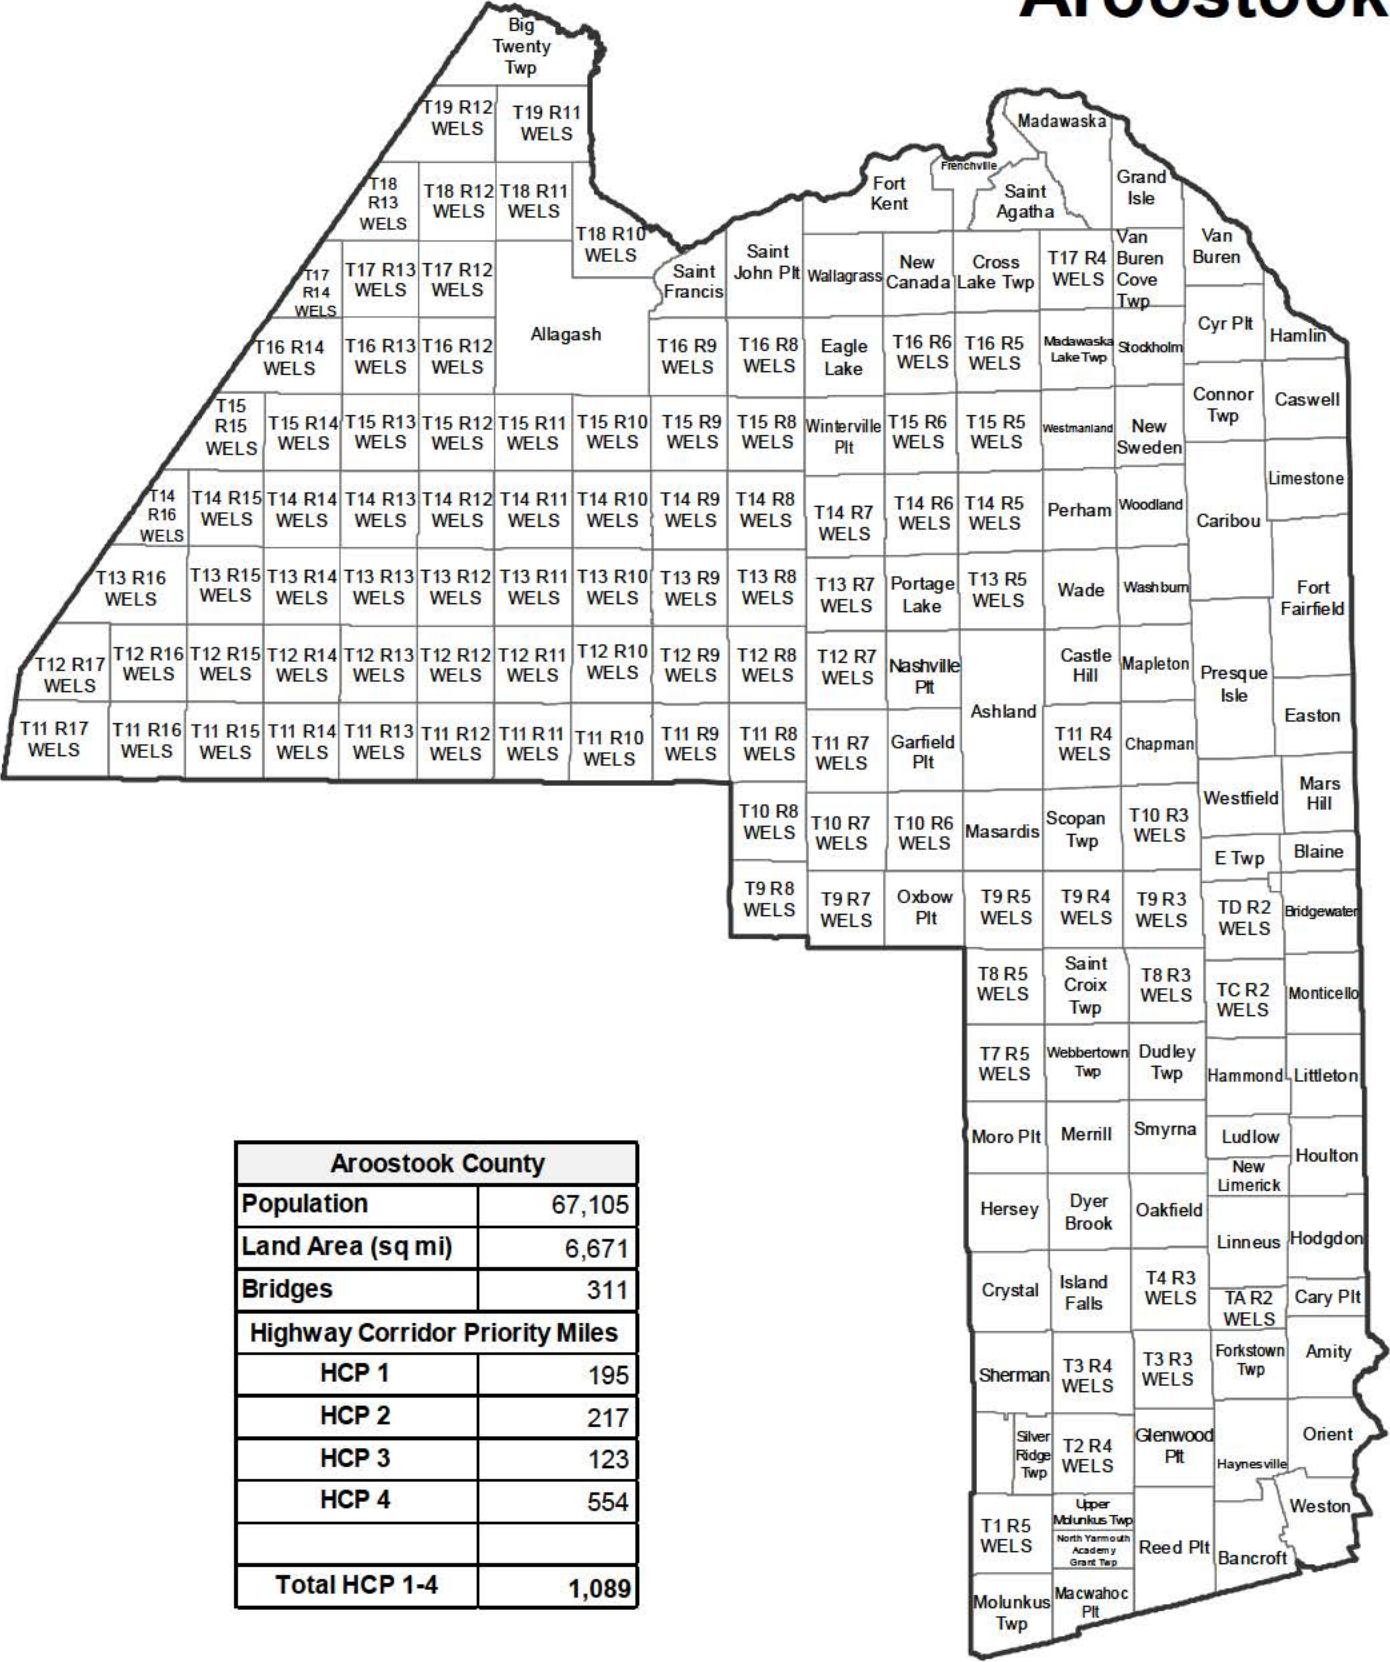 Aroostook
Big
Twenty
Twp
T19 R12
WELS
T19 R11
WELS
Madawaska
Frenchville
Fort
Kent
Saint
Agatha
Grand
Isle
T18
R13
WELS
T18 R12
WELS
T18 R11
WELS
T18 R10
WELS
Van
Buren
T17
R14
WELS
T17 R13
WELS
T17 R12
WELS
Allagash
Saint
Francis
Saint
John Plt
Wallagrass
New
Canada
Cross
Lake Twp
T17 R4
WELS
Van
Buren
Cove
Twp
Cyr Plt
Hamlin
T16 R14
WELS
T16 R13
WELS
T16 R12
WELS
T16 R9
WELS
T16 R8
WELS
Eagle
Lake
T16 R6
WELS
T16 R5
WELS
Madawaska
Lake Twp
Stockholm
Connor
Twp
Caswell
T15
R15
WELS
T15 R14
WELS
T15 R13
WELS
T15 R12
WELS
T15 R11
WELS
T15 R10
WELS
T15 R9
WELS
T15 R8
WELS
Winterville
Plt
T15 R6
WELS
T15 R5
WELS
Westmanland
New
Sweden
Limestone
T14
R16
WELS
T14 R15
WELS
T14 R14
WELS
T14 R13
WELS
T14 R12
WELS
T14 R11
WELS
T14 R10
WELS
T14 R9
WELS
T14 R8
WELS
T14 R7
WELS
T14 R6
WELS
T14 R5
WELS
Perham
Woodland
Caribou
T13 R16
WELS
T13 R15
WELS
T13 R14
WELS
T13 R13
WELS
T13 R12
WELS
T13 R11
WELS
T13 R10
WELS
T13 R9
WELS
T13 R8
WELS
T13 R7
WELS
Portage
Lake
T13 R5
WELS
Wade
Washburn
Fort
Fairfield
T12 R17
WELS
T12 R16
WELS
T12 R15
WELS
T12 R14
WELS
T12 R13
WELS
T12 R12
WELS
T12 R11
WELS
T12 R10
WELS
T12 R9
WELS
T12 R8
WELS
T12 R7
WELS
Nashville
Plt
Ashland
Castle
Hill
Mapleton
Presque
Isle
Easton
T11 R17
WELS
T11 R16
WELS
T11 R15
WELS
T11 R14
WELS
T11 R13
WELS
T11 R12
WELS
T11 R11
WELS
T11 R10
WELS
T11 R9
WELS
T11 R8
WELS
T11 R7
WELS
Garfield
Plt
T11 R4
WELS
Chapman
Westfield
Mars
Hill
T10 R8
WELS
T10 R7
WELS
T10 R6
WELS
Masardis
Scopan
Twp
T10 R3
WELS
E Twp
Blaine
T9 R8
WELS
T9 R7
WELS
Oxbow
Plt
T9 R5
WELS
T9 R4
WELS
T9 R3
WELS
TD R2
WELS
Bridgewater
T8 R5
WELS
Saint
Croix
Twp
T8 R3
WELS
TC R2
WELS
Monticello
T7 R5
WELS
Webbertown
Twp
Dudley
Twp
Hammond
Littleton
Moro Plt
Merrill
Smyrna
Ludlow
New
Limerick
Houlton
Hersey
Dyer
Brook
Oakfield
Linneus
Hodgdon
Crystal
Island
Falls
T4 R3
WELS
TA R2
WELS
Cary Plt
Sherman
T3 R4
WELS
T3 R3
WELS
Forkstown
Twp
Amity
Silver
Ridge
Twp
T2 R4
WELS
Glenwood
Plt
Haynesville
Orient
Weston
T1 R5
WELS
Upper
Molunkus Twp
North Yarmouth
Academy
Grant Twp
Reed Plt
Bancroft
Molunkus
Twp
Macwahoc
Plt
Aroostook County
Population 67,105
Land Area (sq mi) 6,671
Bridges 311
Highway Corridor Priority Miles
HCP 1 195
HCP 2 217
HCP 3 123
HCP 4 554
Total HCP 1-4 1,089